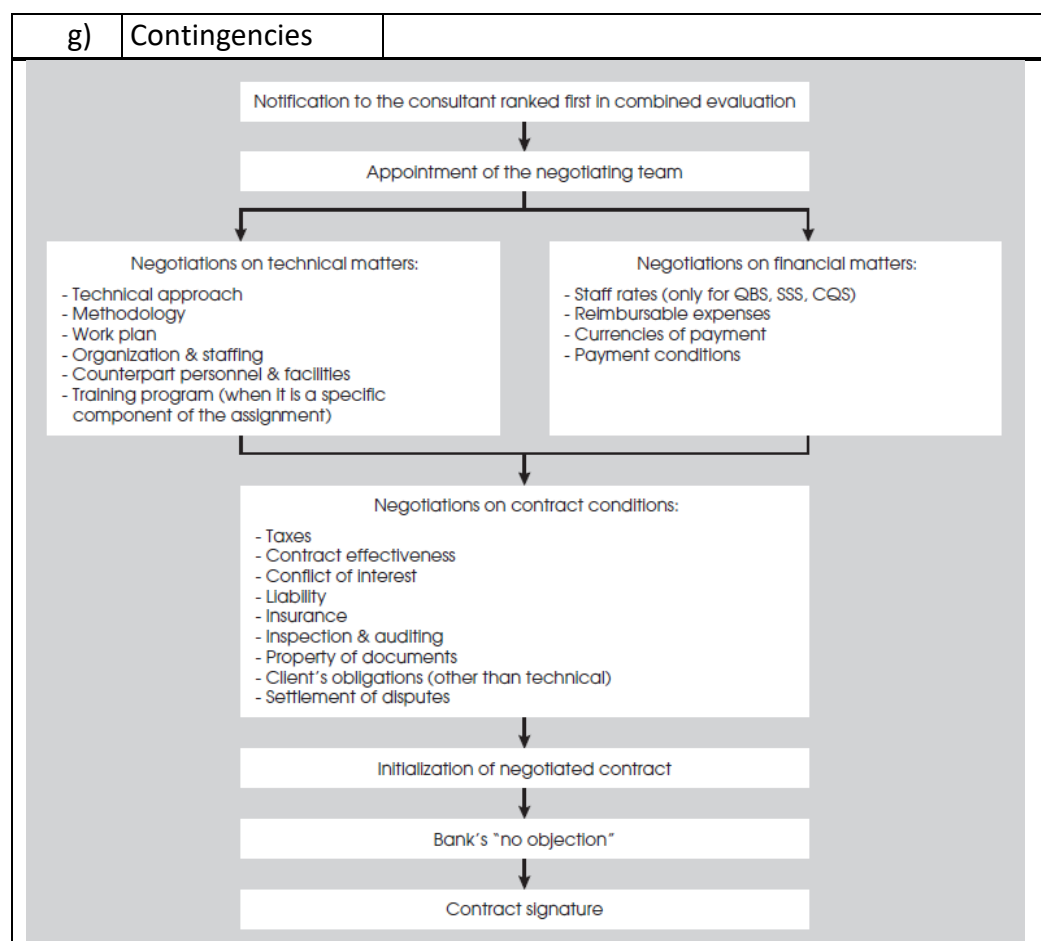 g) Contingencies
Notification to the consultant ranked first in combined evaluation
Appointment of the negotiating team
Negotiations on technical matters:
- Technical approach
- Methodology
- Work plan
- Organization & staffing
- Counterpart personnel & facilities
- Training program (when it is a specific
component of the assignment)
Negotiations on financial matters:
- Staff rates (only for QBS, SSS, CQS)
- Reimbursable expenses
- Currencies of payment
- Payment conditions
Negotiations on contract conditions:
- Taxes
- Contract effectiveness
- Conflict of interest
- Liability
- Insurance
- Inspection & auditing
- Property of documents
- Client's obligations (other than technical)
- Settlement of disputes
Initialization of negotiated contract
Bank's "no objection"
Contract signature